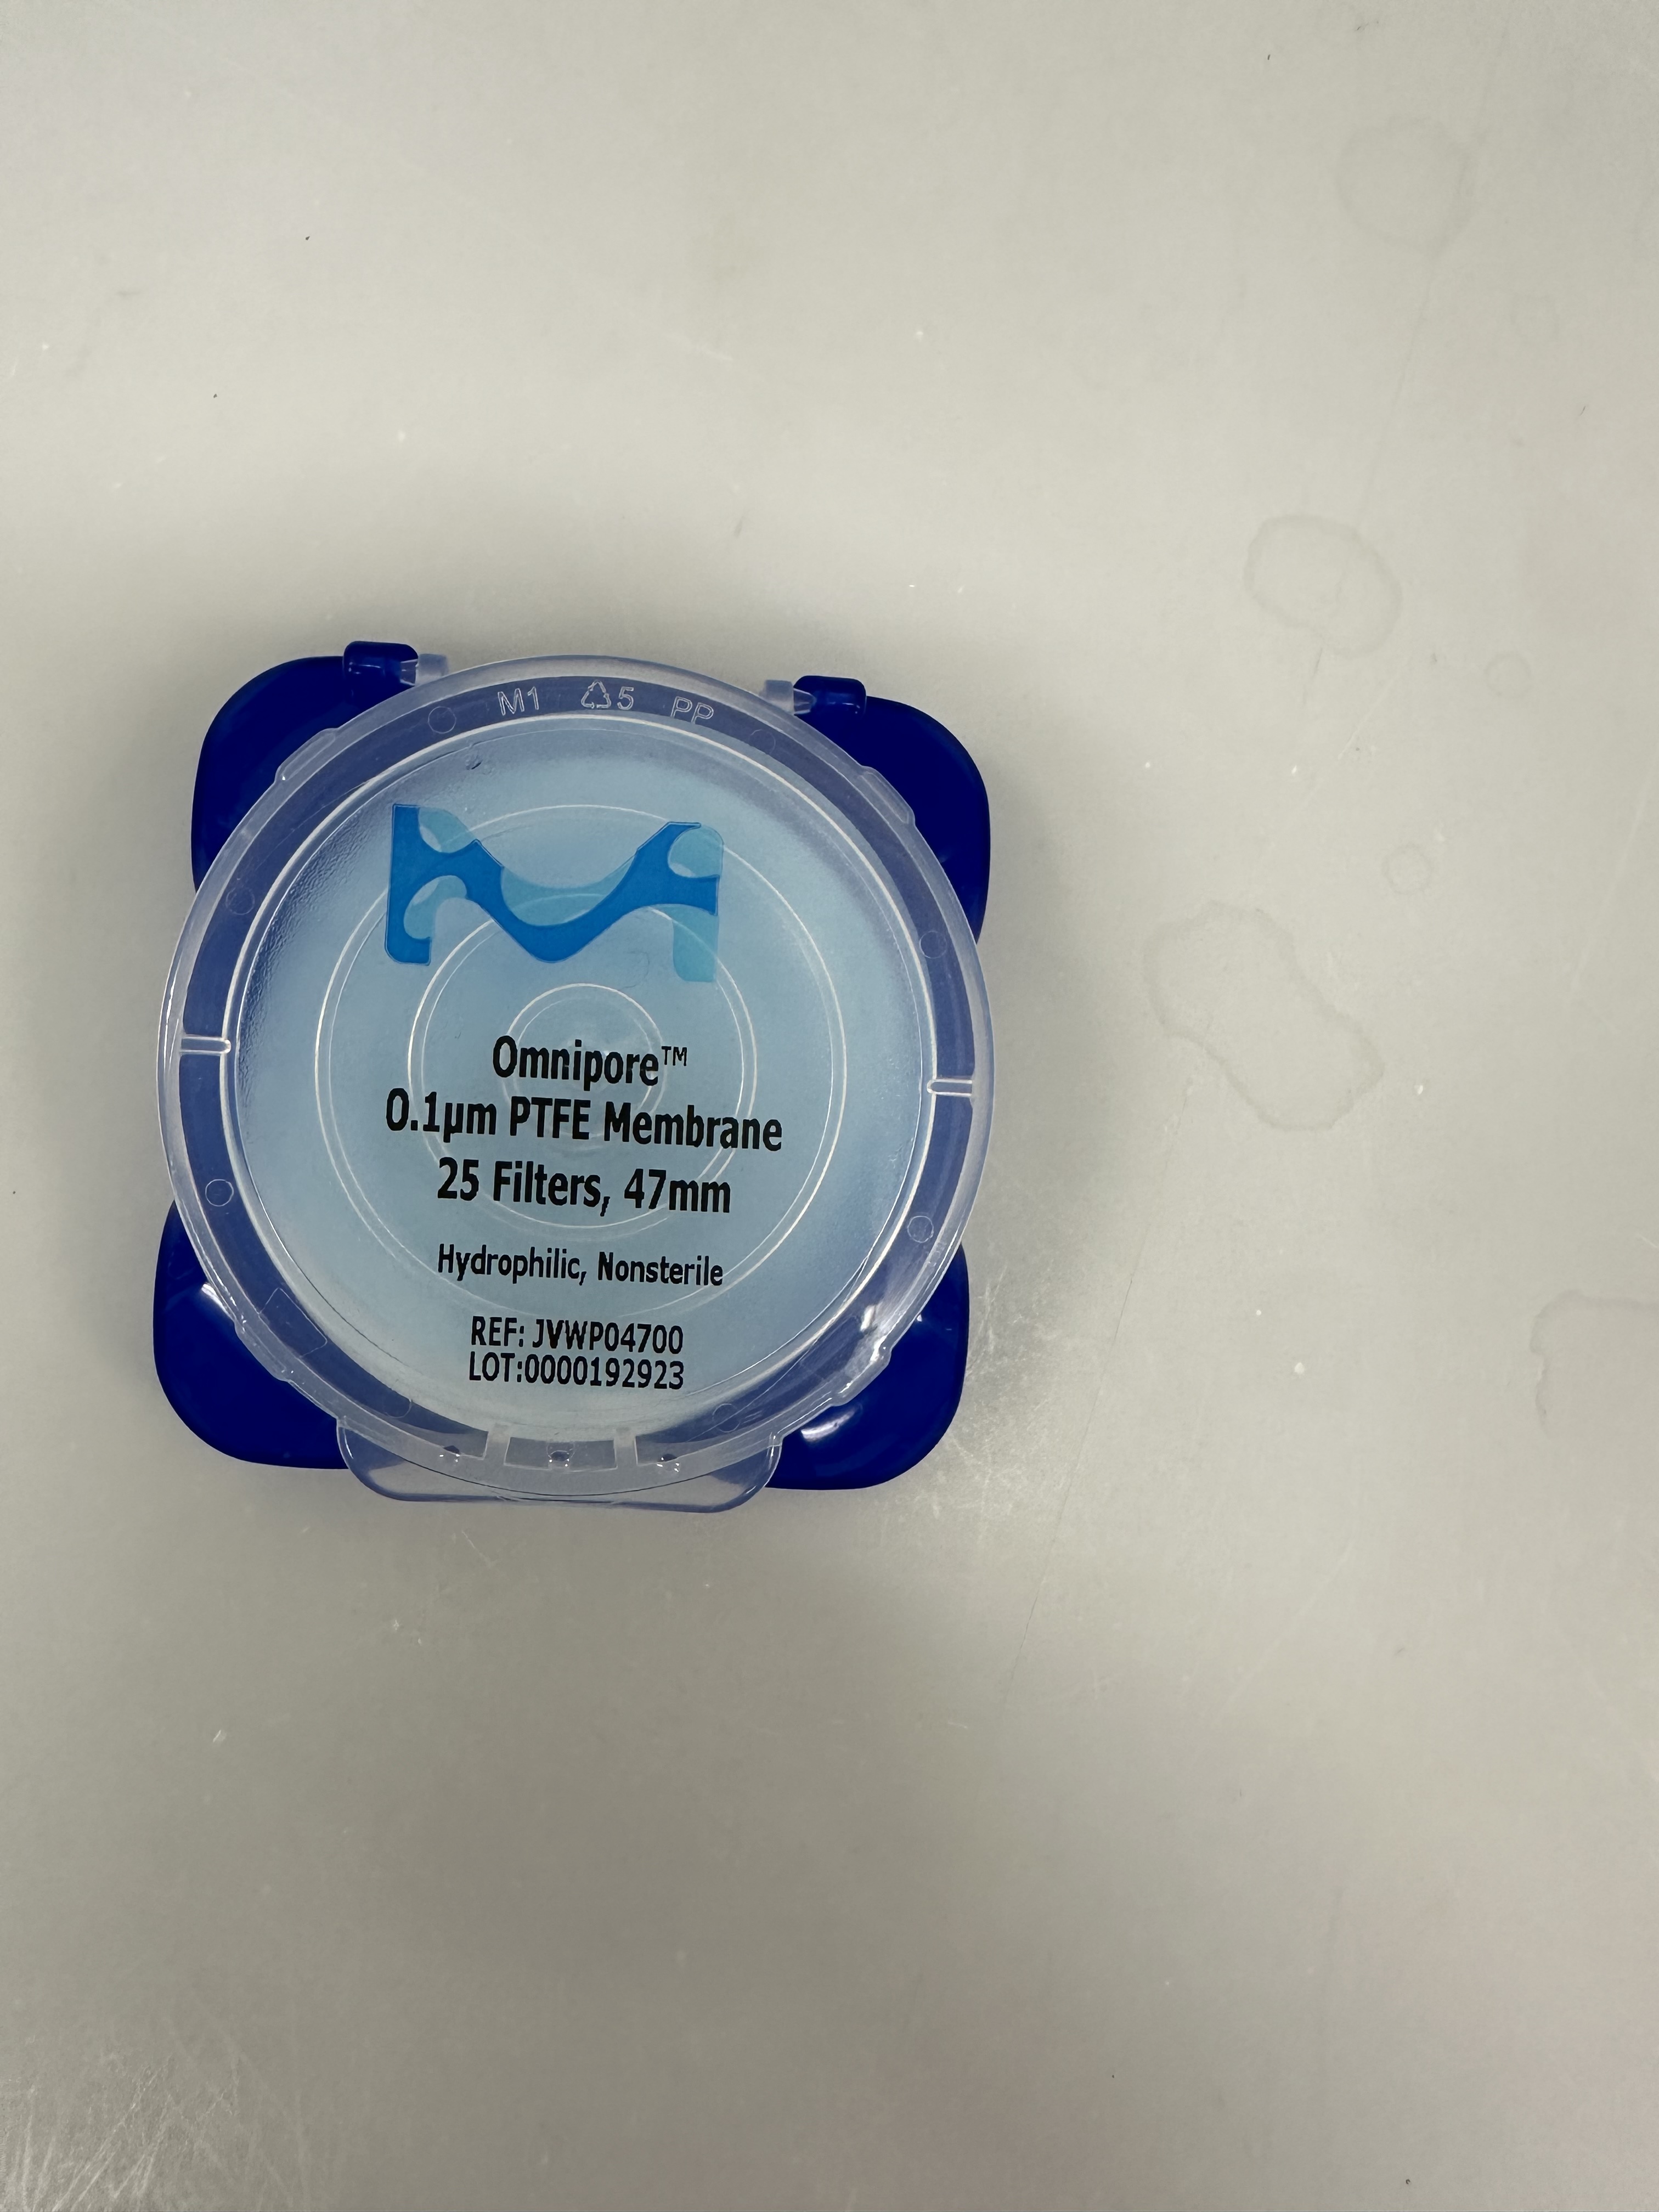 M1 ♷5 PP
Omnipore™
0.1µm PTFE Membrane
25 Filters, 47mm
Hydrophilic, Nonsterile
REF: JVWP04700
LOT:0000192923